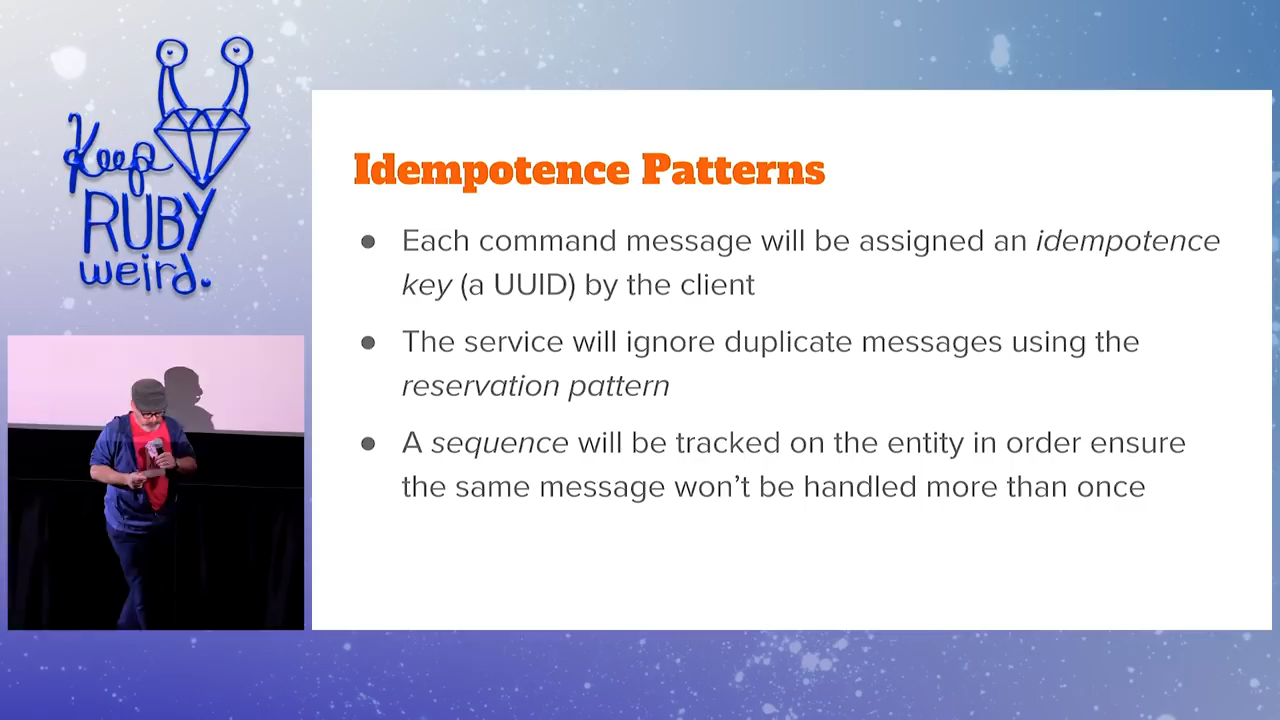 Keep
RUBY
weird.
Idempotence Patterns
● Each command message will be assigned an idempotence
key (a UUID) by the client
● The service will ignore duplicate messages using the
reservation pattern
● A sequence will be tracked on the entity in order ensure
the same message won't be handled more than once